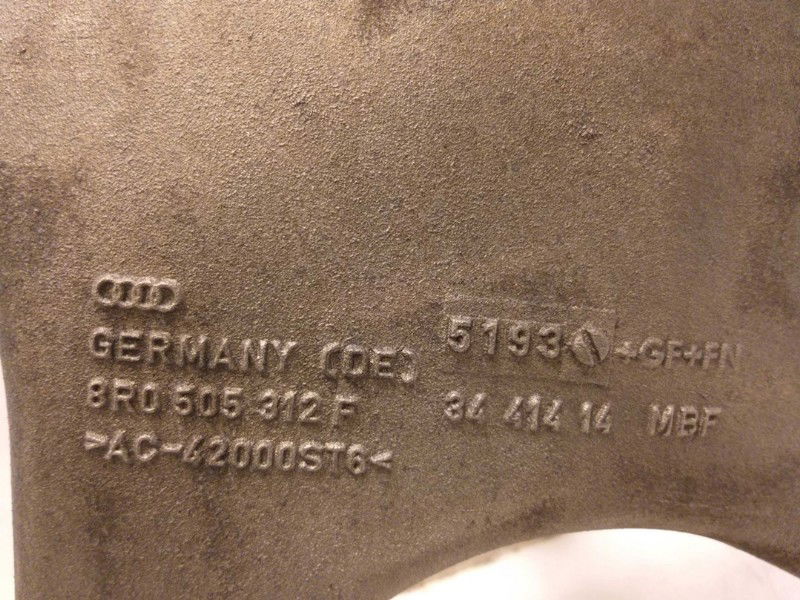 GERMANY (DE)
8R0 505 312 F
>AC-42000ST6<
5193 +GF+FN
34 414 14 MBF